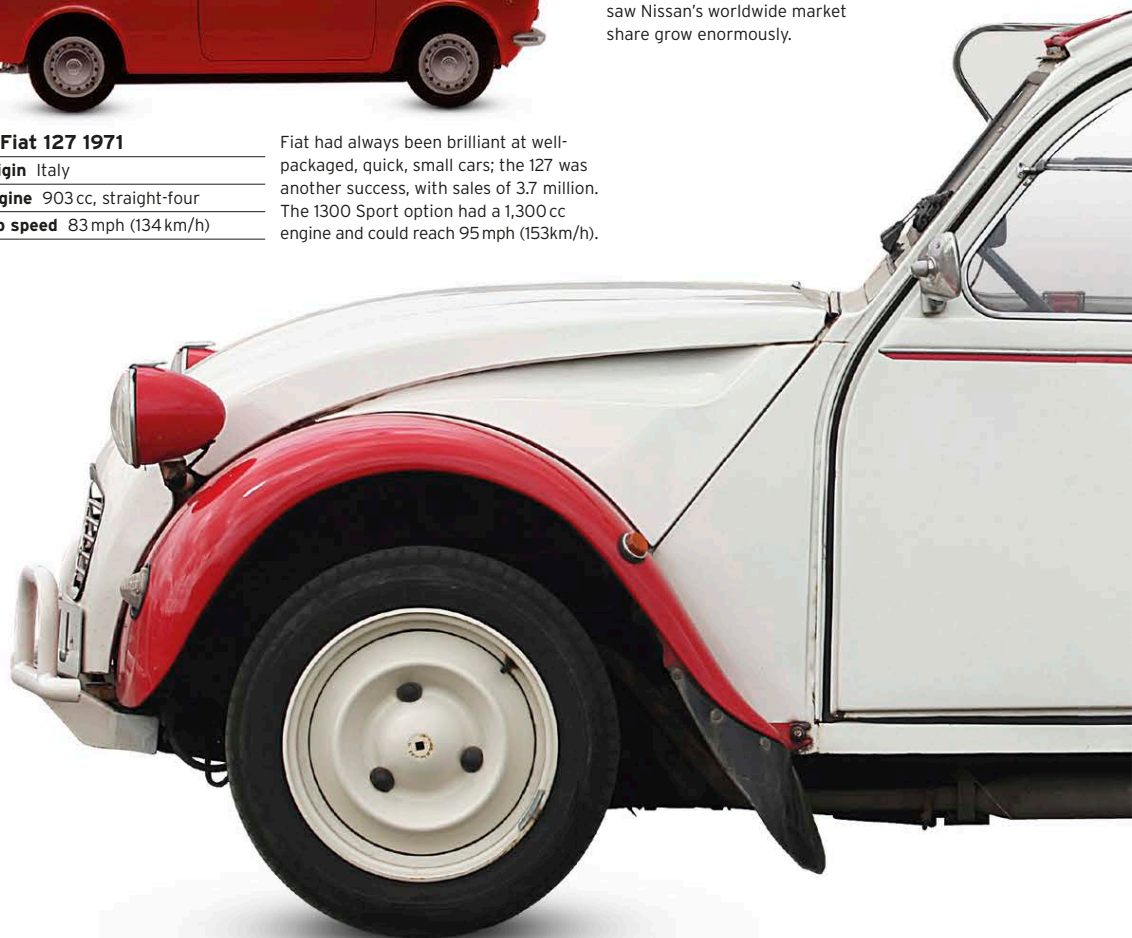 saw Nissan's worldwide market
share grow enormously.
Fiat 127 1971
Italy
903 cc, straight-four
speed 83 mph (134 km/h)
Fiat had always been brilliant at well-
packaged, quick, small cars; the 127 was
another success, with sales of 3.7 million.
The 1300 Sport option had a 1,300 cc
engine and could reach 95 mph (153km/h).